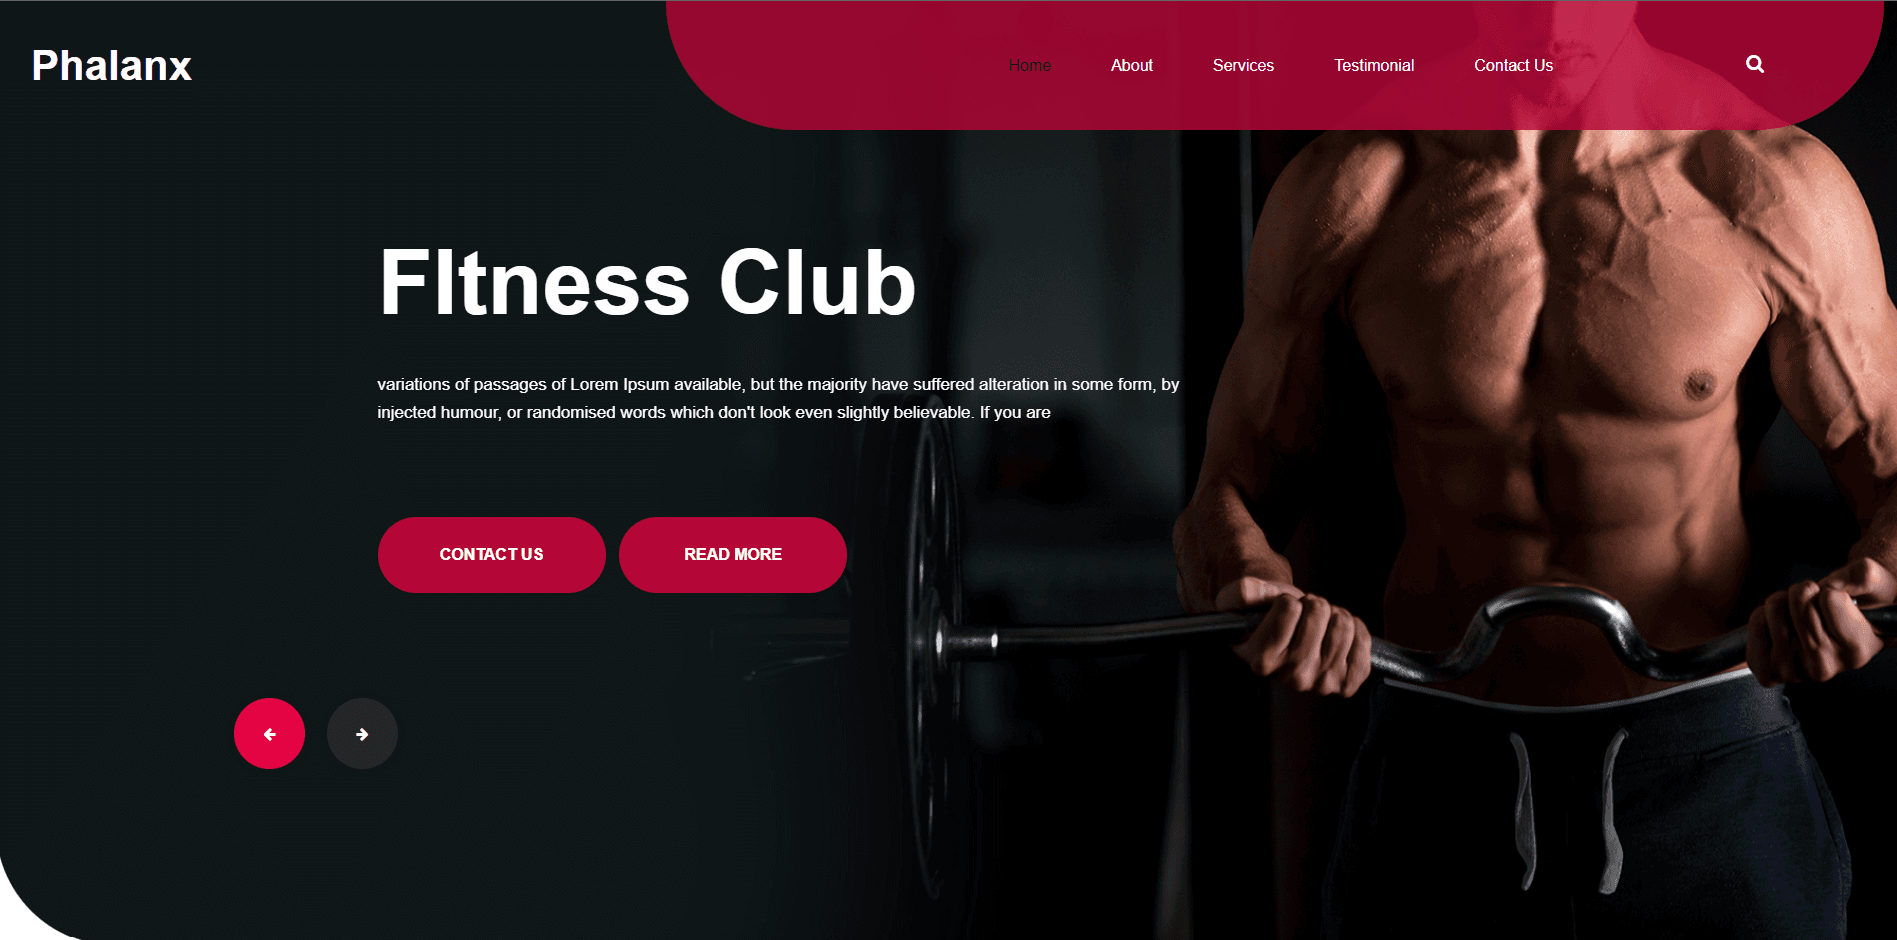 Phalanx
Home About Services Testimonial Contact Us
FItness Club
variations of passages of Lorem Ipsum available, but the majority have suffered alteration in some form, by
injected humour, or randomised words which don't look even slightly believable. If you are
CONTACT US READ MORE